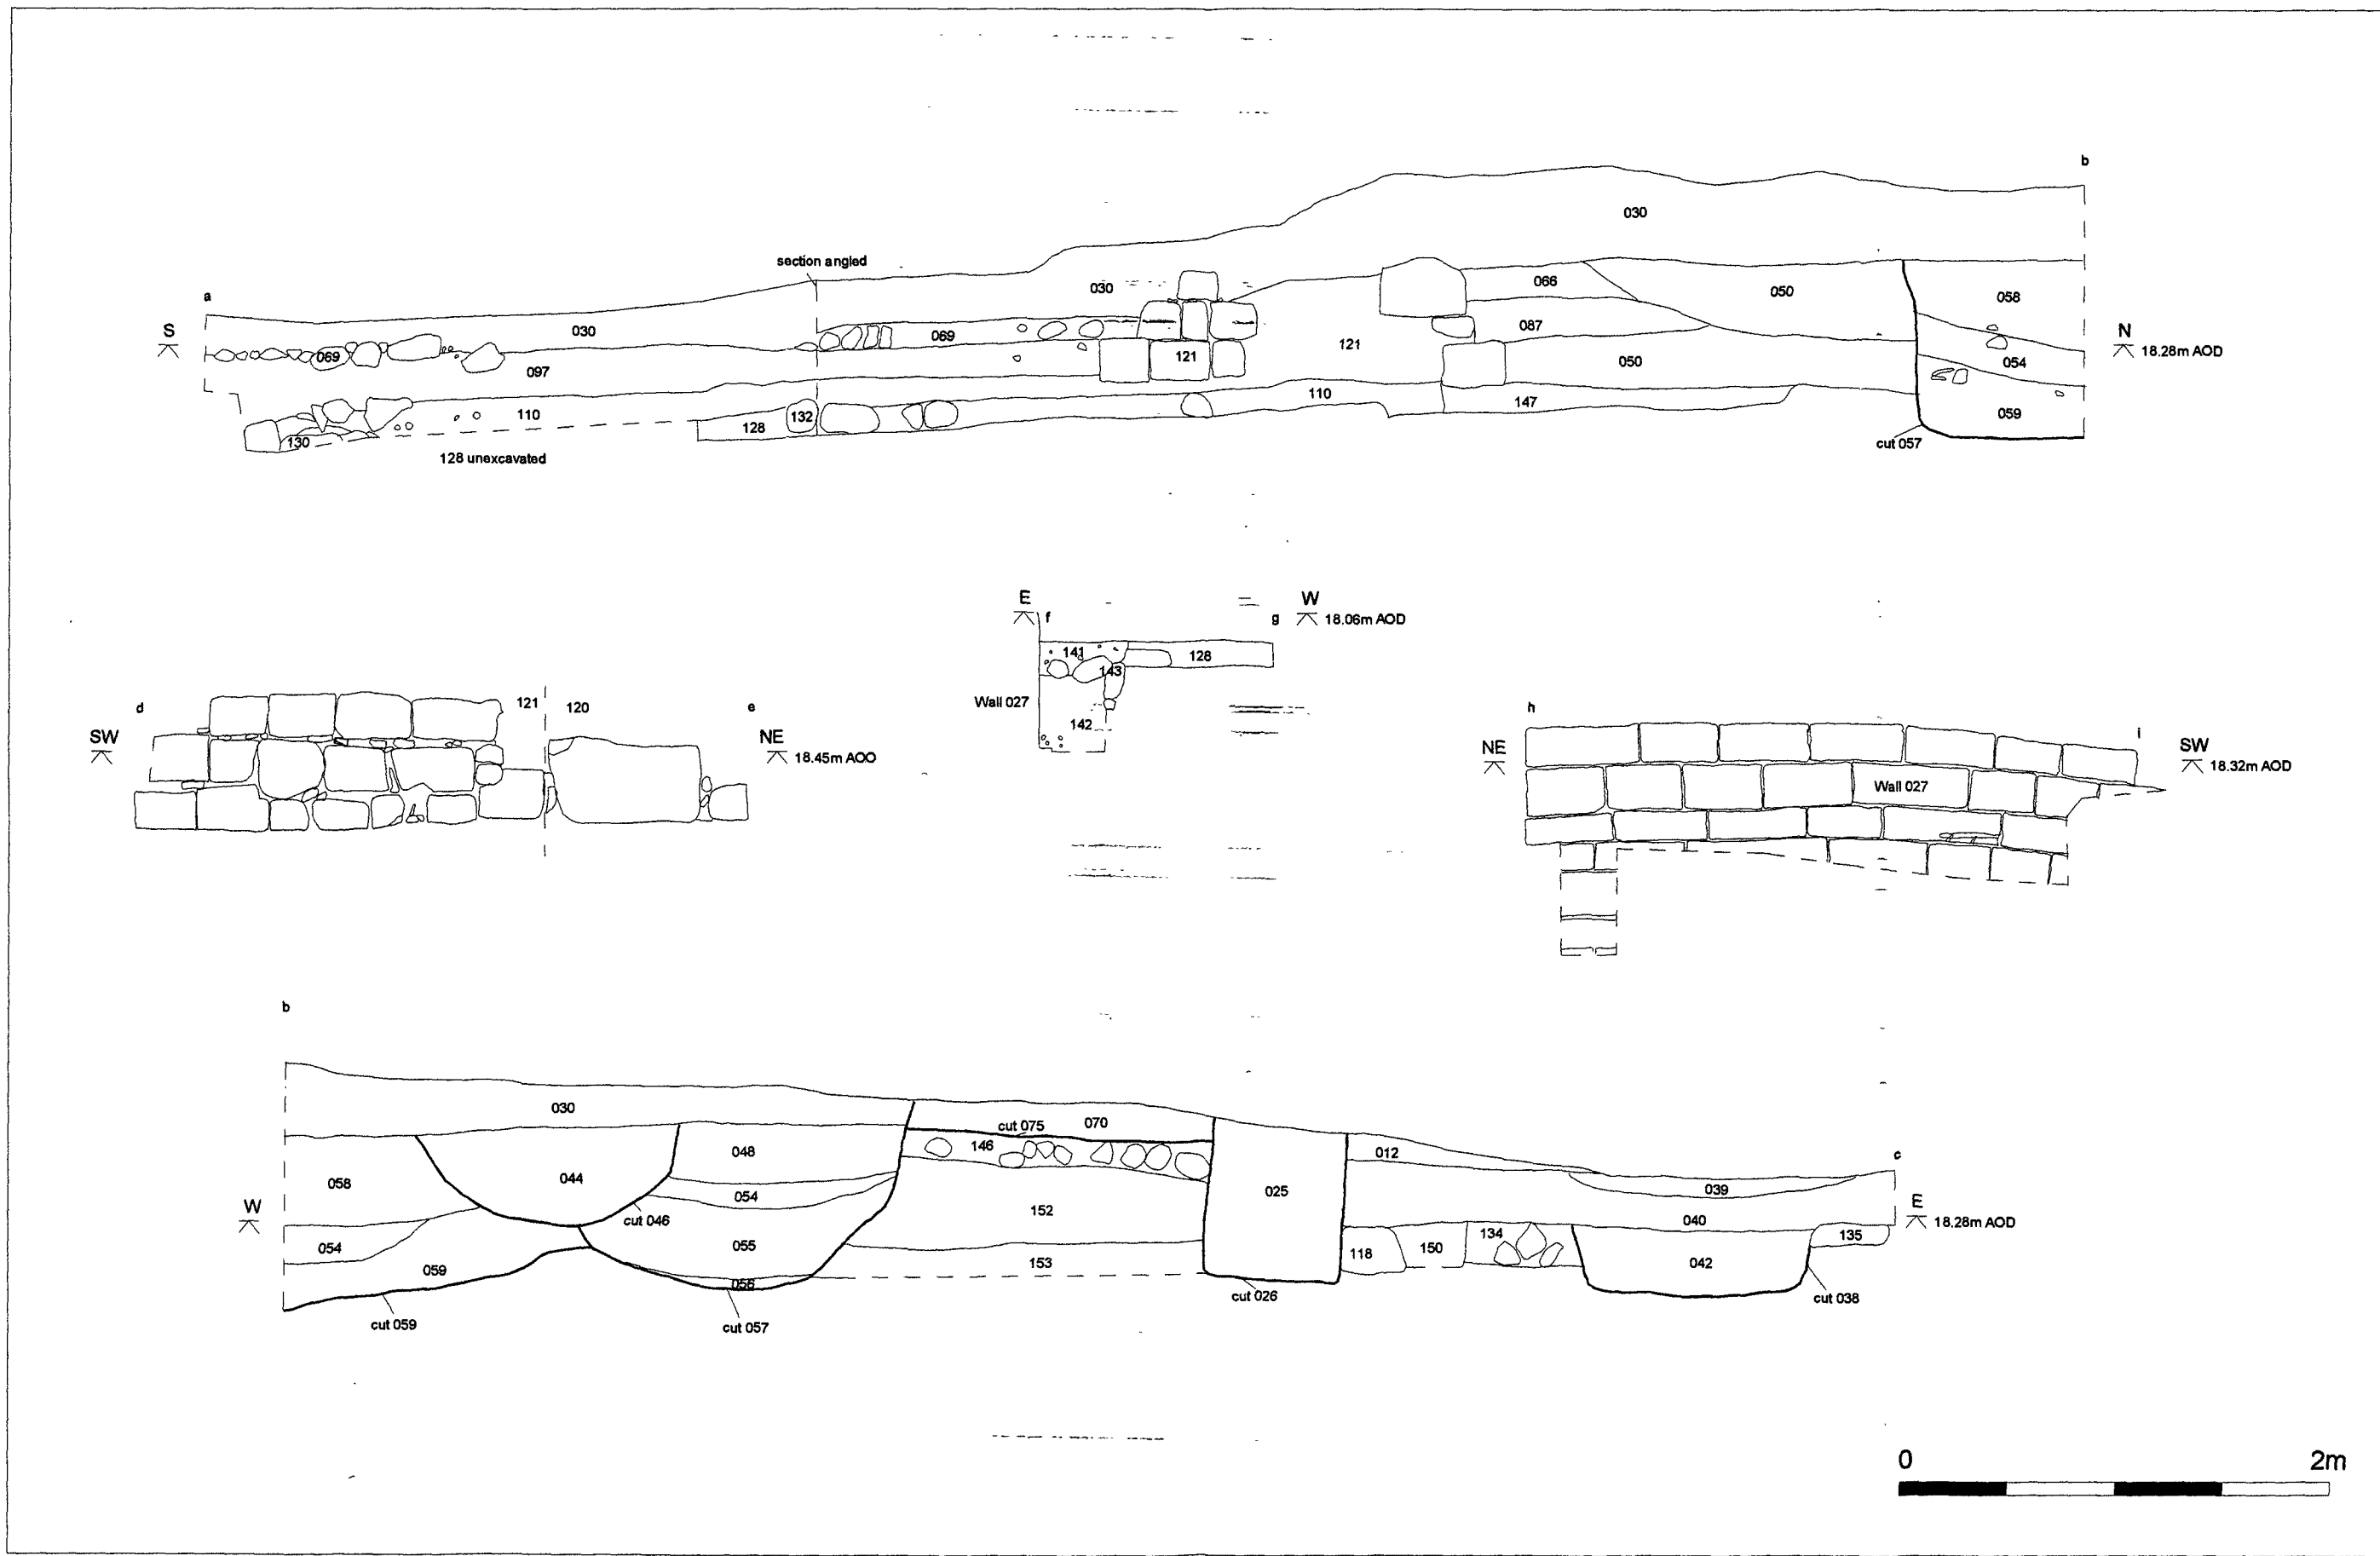 b
030
section angled
a
030
066
050
058
S
030
069
087
N
069
121
121
050
054
18.28m AOD
097
110
110
147
059
132
128
130
cut 057
128 unexcavated
E
f
g
W
18.06m AOD
141
128
143
Wall 027
142
d
121
120
e
SW
NE
18.45m AOD
h
i
NE
SW
18.32m AOD
Wall 027
b
030
cut 075
070
048
146
012
c
058
044
025
039
W
054
cut 046
152
040
E
18.28m AOD
054
055
118
150
134
135
059
056
153
042
cut 026
cut 038
cut 059
cut 057
0
2m